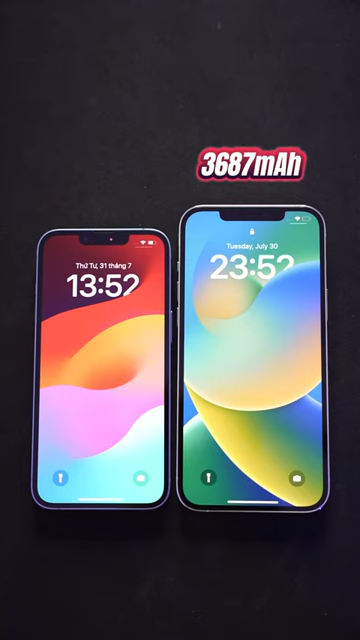 3687mAh
Thứ Tư, 31 tháng 7
13:52
Tuesday, July 30
23:52